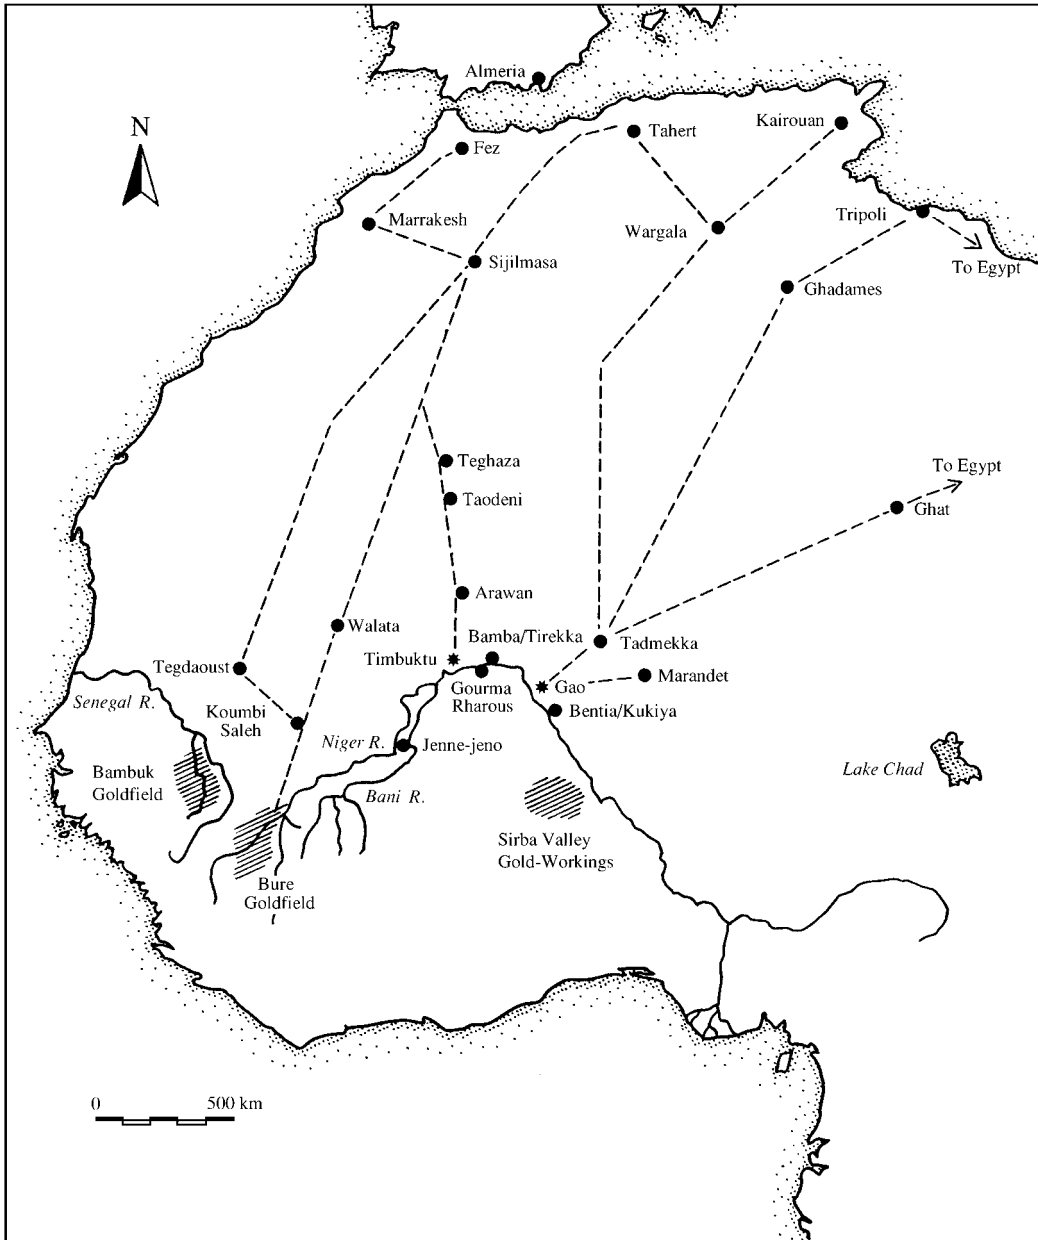 Almeria
N
Fez
Tahert
Kairouan
Marrakesh
Wargala
Tripoli
Sijilmasa
To Egypt
Ghadames
Teghaza
To Egypt
Taodeni
Ghat
Arawan
Walata
Bamba/Tirekka
Tadmekka
Timbuktu
Tegdaoust
Marandet
Gao
Senegal R.
Gourma
Rharous
Koumbi
Saleh
Bentia/Kukiya
Niger R.
Jenne-jeno
Bambuk
Goldfield
Lake Chad
Bani R.
Sirba Valley
Gold-Workings
Bure
Goldfield
0 500 km